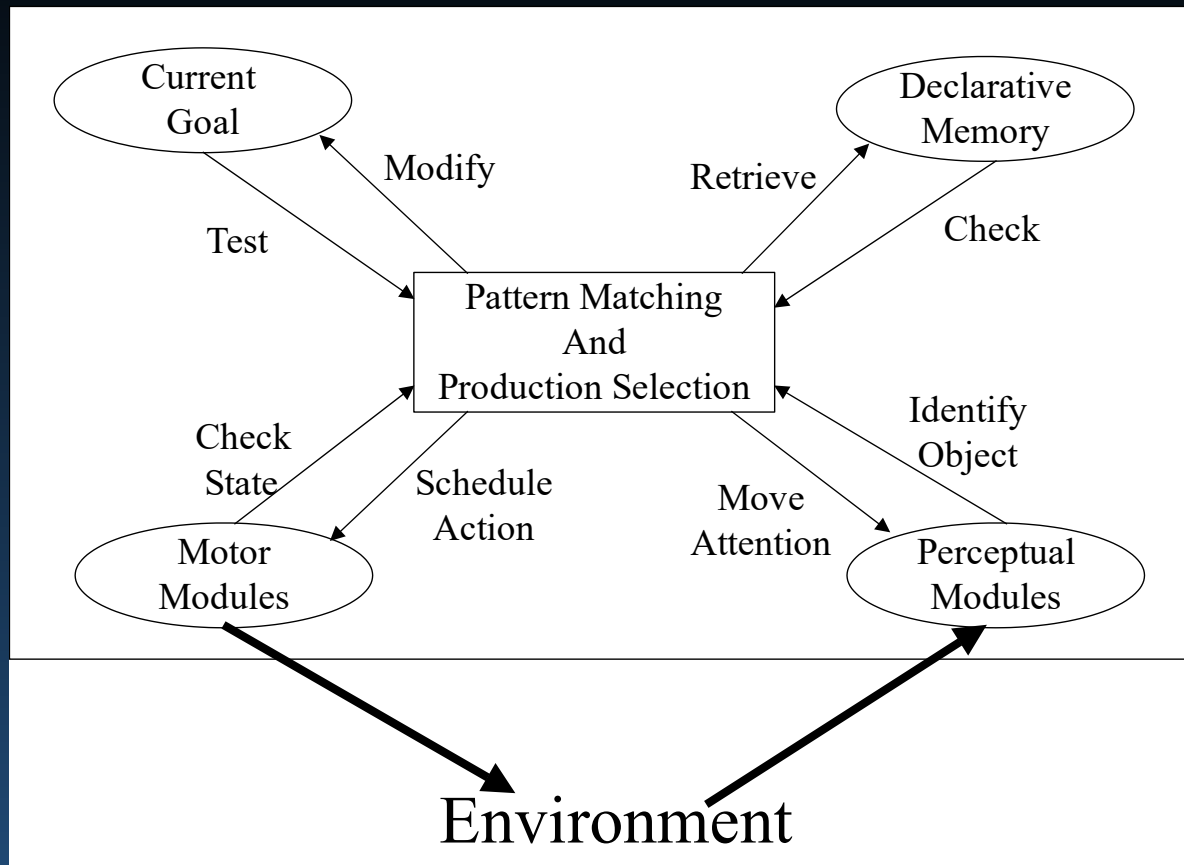 Current
Goal
Declarative
Memory
Modify
Retrieve
Test
Check
Pattern Matching
And
Production Selection
Check
State
Schedule
Action
Identify
Object
Move
Attention
Motor
Modules
Perceptual
Modules
Environment